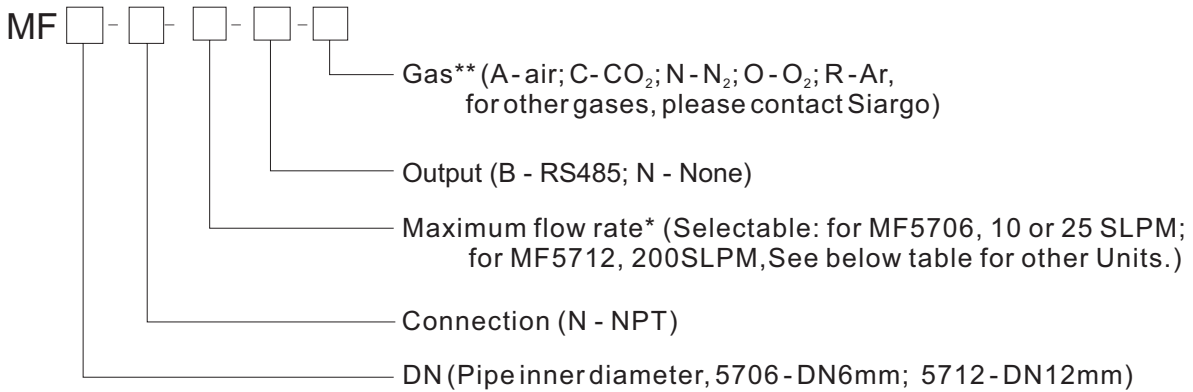 MF □-□-□-□-□
Gas** (A-air; C-CO₂; N-N₂; O-O₂; R-Ar,
for other gases, please contact Siargo)
Output (B - RS485; N - None)
Maximum flow rate* (Selectable: for MF5706, 10 or 25 SLPM;
for MF5712, 200SLPM,See below table for other Units.)
Connection (N - NPT)
DN (Pipe inner diameter, 5706-DN6mm; 5712-DN12mm)